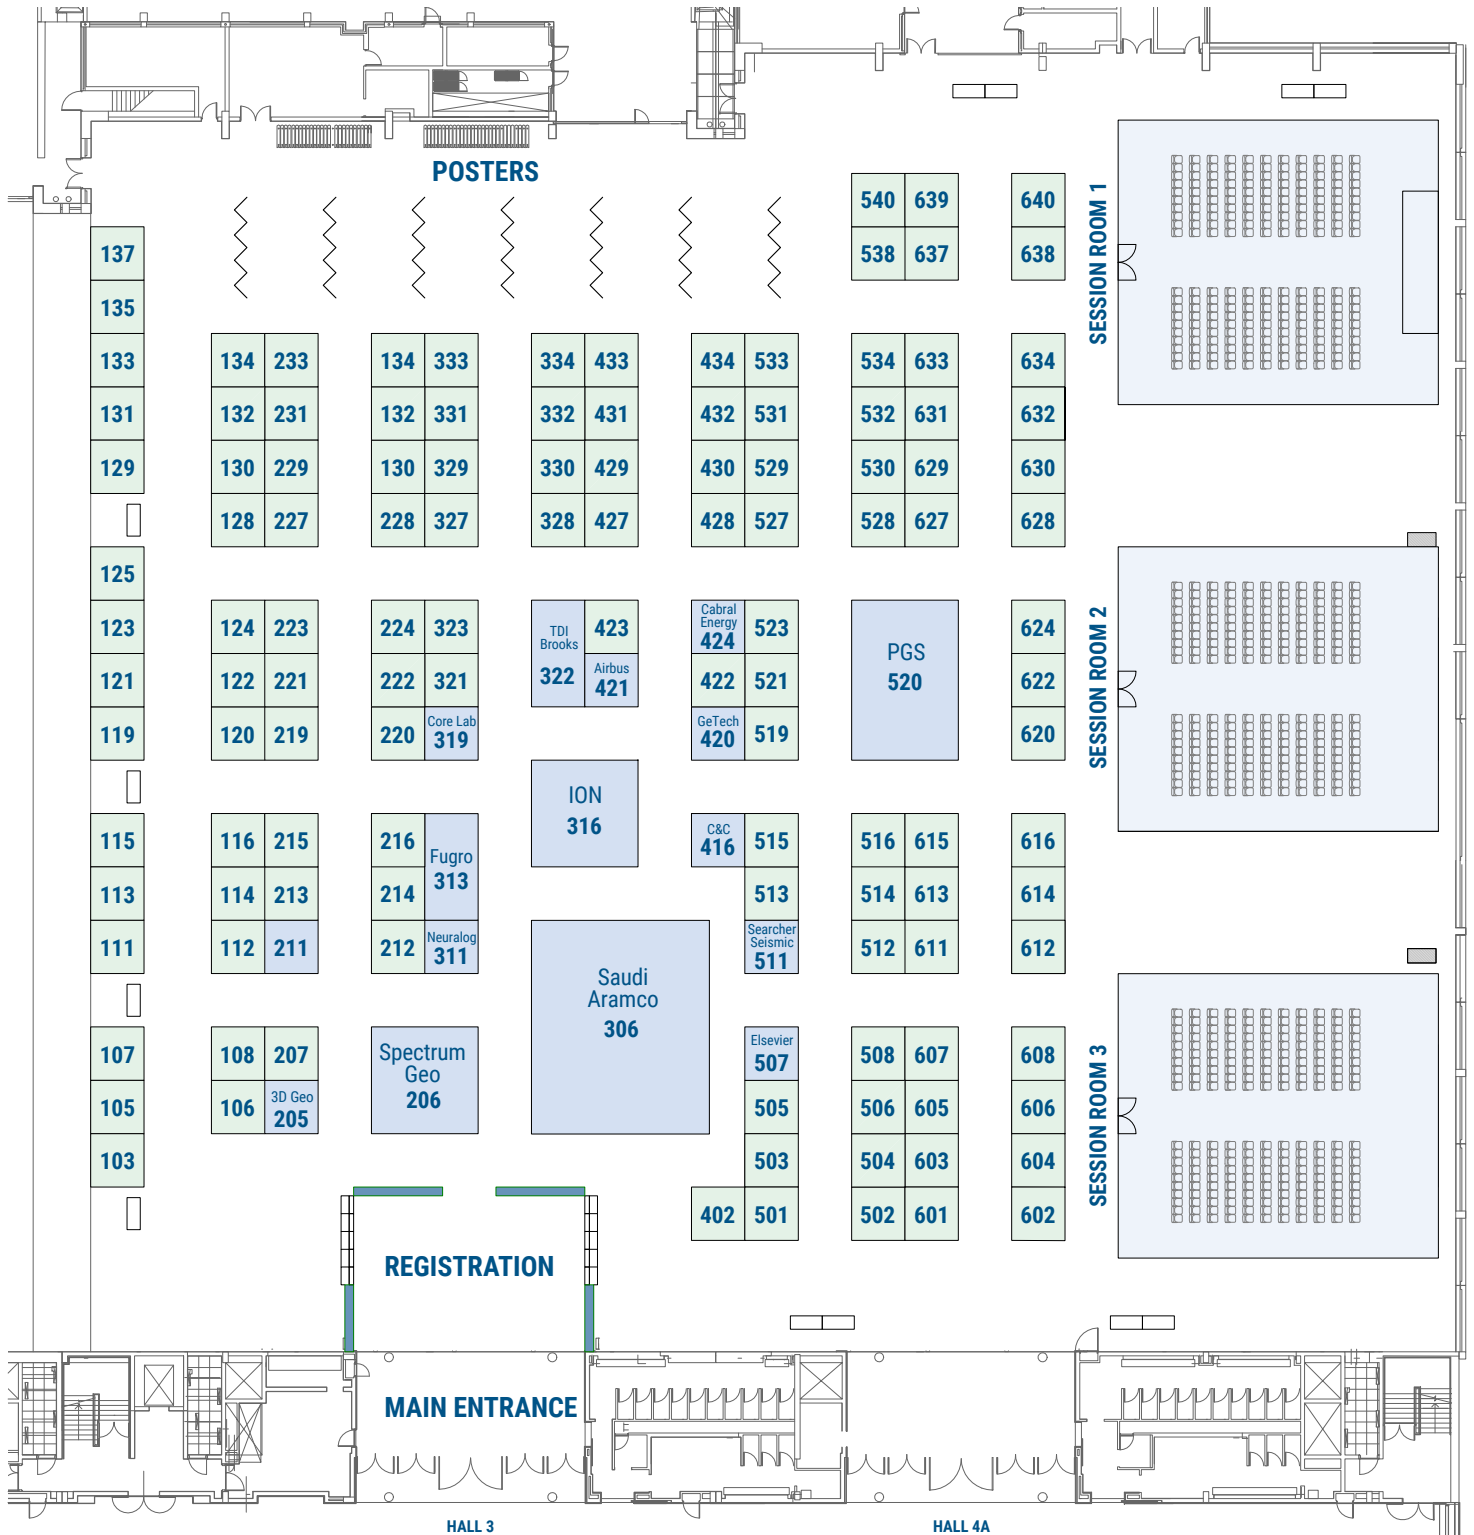 POSTERS
540 639 640
538 637 638
SESSION ROOM 1
137
135
133 134 233 134 333 334 433 434 533 534 633 634
131 132 231 132 331 332 431 432 531 532 631 632
129 130 229 130 329 330 429 430 529 530 629 630
128 227 228 327 328 427 428 527 528 627 628
125
123 124 223 224 323
TDI
Brooks
322
423
Cabral
Energy
424
523
PGS
520
624
SESSION ROOM 2
121 122 221 222 321
Airbus
421
422 521 622
119 120 219 220
Core Lab
319
GeTech
420
519 620
ION
316
115 116 215 216
Fugro
313
C&C
416
515 516 615 616
113 114 213 214 513 514 613 614
111 112 211 212
Neuralog
311
Searcher
Seismic
511
512 611 612
Saudi
Aramco
306
107 108 207
Spectrum
Geo
206
Elsevier
507
508 607 608
SESSION ROOM 3
105 106
3D Geo
205
505 506 605 606
103 503 504 603 604
402 501 502 601 602
REGISTRATION
MAIN ENTRANCE
HALL 3
HALL 4A